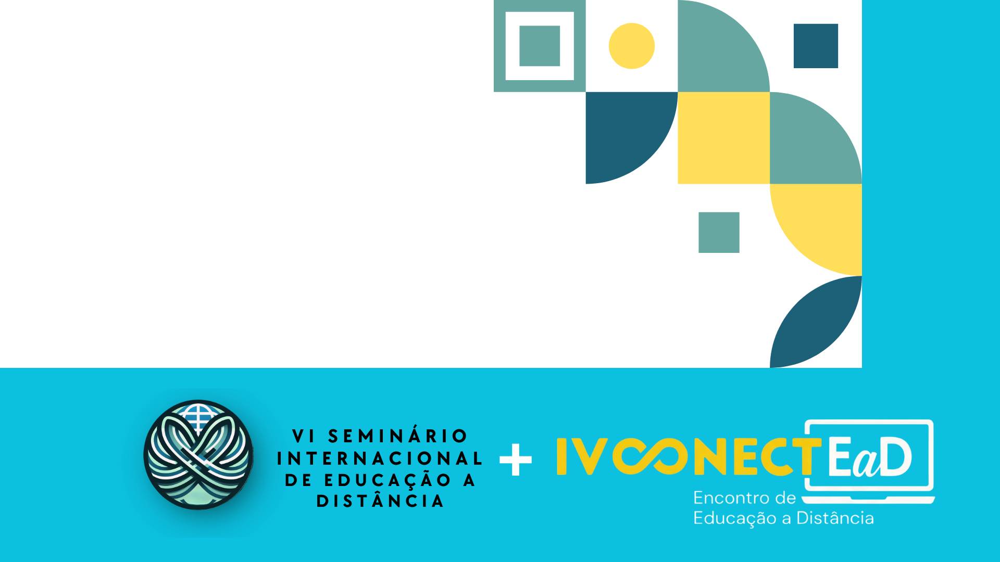 VI SEMINÁRIO
INTERNACIONAL
DE EDUCAÇÃO A
DISTÂNCIA
+
IV CONECTEaD
Encontro de
Educação a Distância